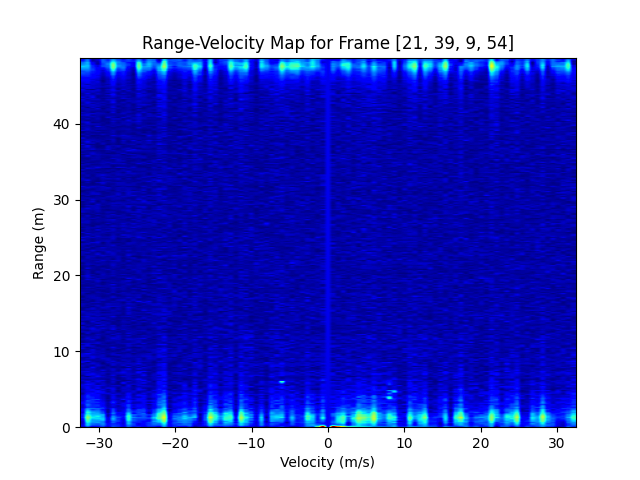 Range-Velocity Map for Frame [21, 39, 9, 54]
Range (m)
40
30
20
10
0
−30 −20 −10 0 10 20 30
Velocity (m/s)